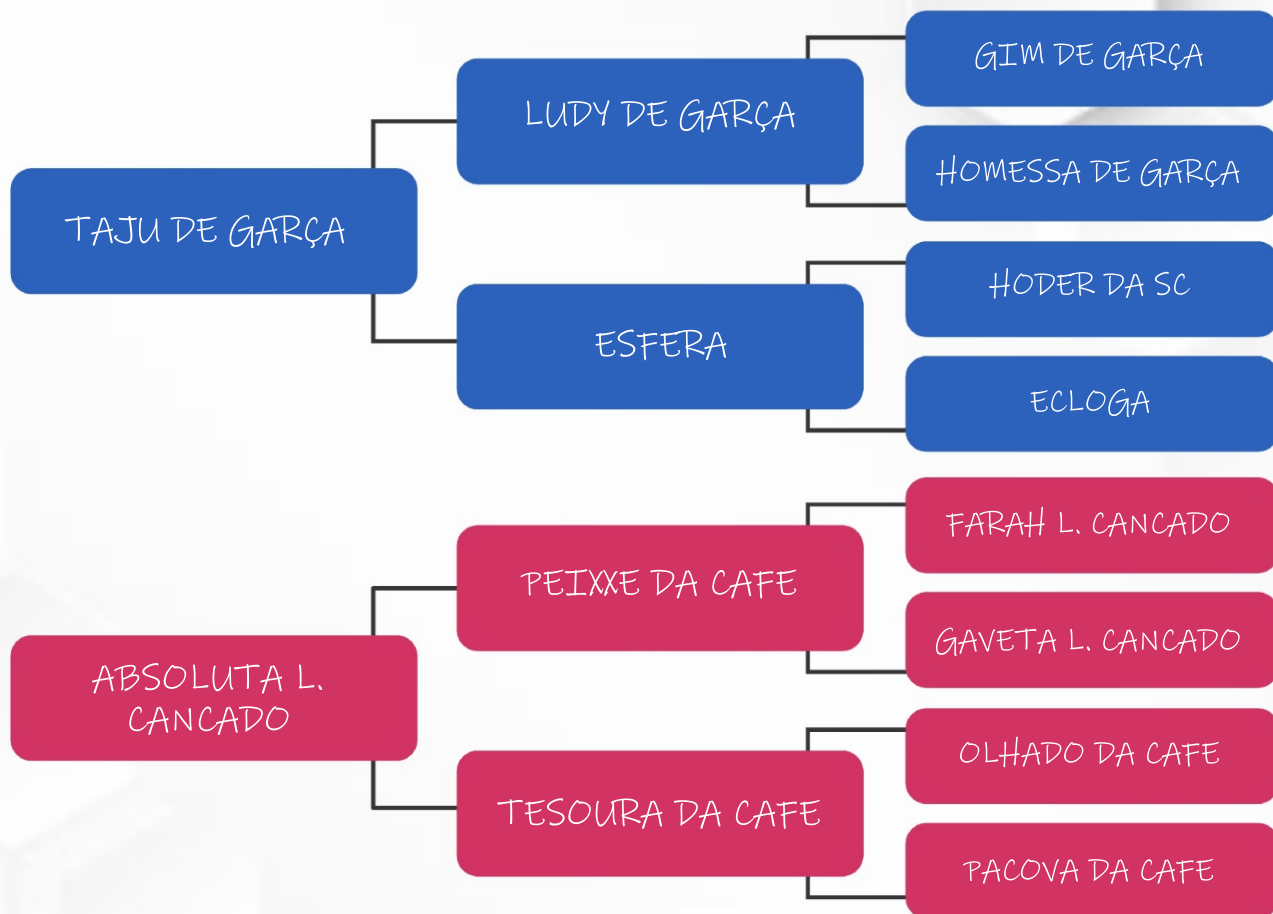 GIM DE GARÇA
LUDY DE GARÇA
HOMESSA DE GARÇA
TAJU DE GARÇA
HODER DA SC
ESFERA
ECLOGA
FARAH L. CANCADO
PEIXXE DA CAFE
GAVETA L. CANCADO
ABSOLUTA L.
CANCADO
OLHADO DA CAFE
TESOURA DA CAFE
PACOVA DA CAFE